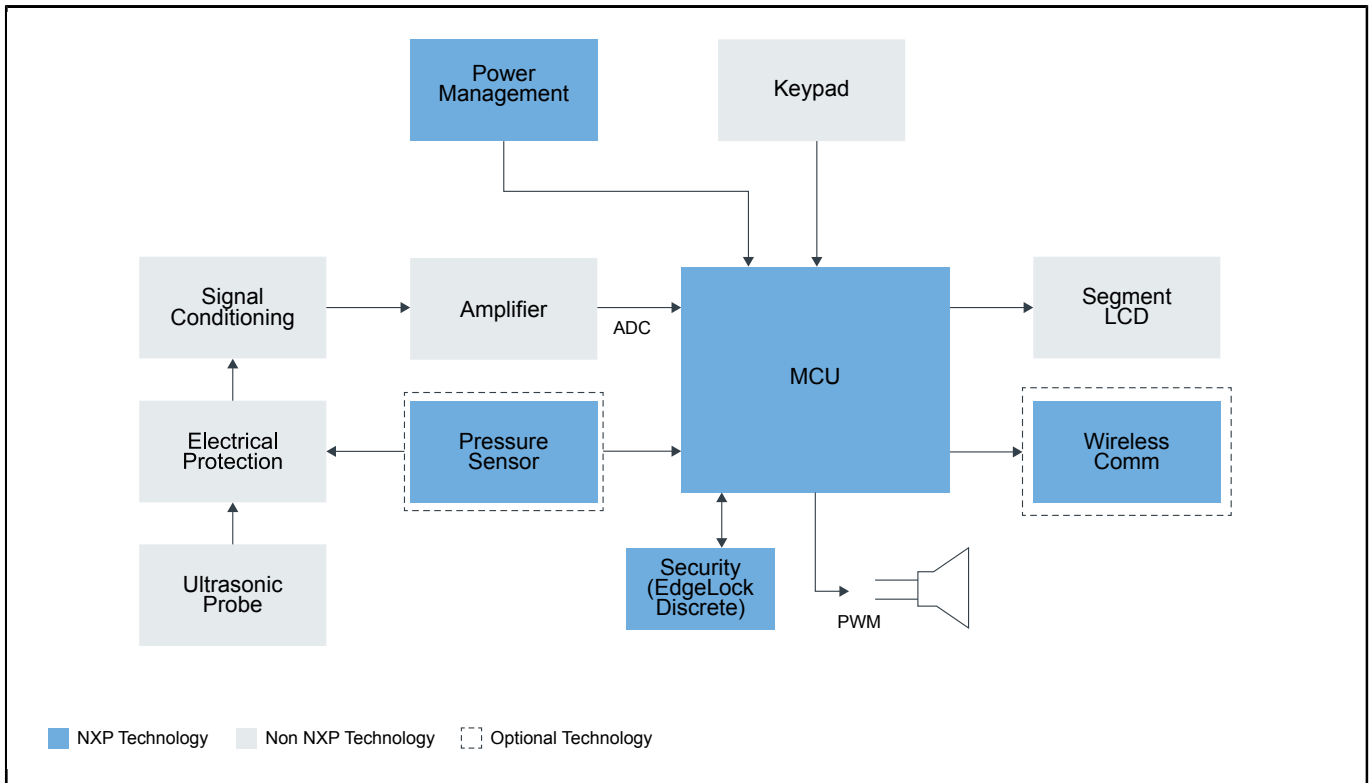 Power
Management
Keypad
Signal
Conditioning
Amplifier
ADC
MCU
Segment
LCD
Electrical
Protection
Pressure
Sensor
Wireless
Comm
Ultrasonic
Probe
Security
(EdgeLock
Discrete)
PWM
NXP Technology
Non NXP Technology
Optional Technology